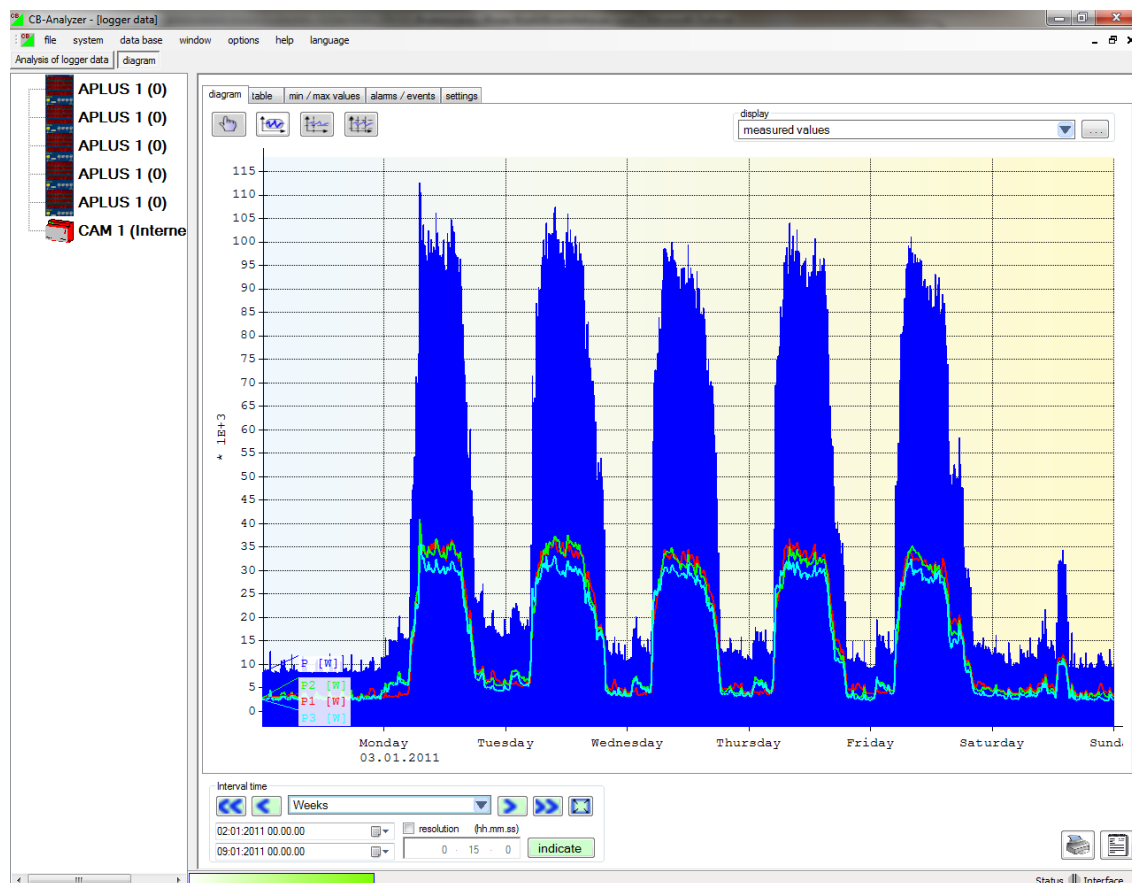 CB CB-Analyzer - [logger data]
CB file system data base window options help language
Analysis of logger data diagram
APLUS 1 (0)
APLUS 1 (0)
APLUS 1 (0)
APLUS 1 (0)
APLUS 1 (0)
CAM 1 (Interne
diagram table min / max values alarms / events settings
display
measured values
...
115
110
105
100
95
90
85
80
75
70
65
60
55
50
45
40
35
30
25
20
15
10
5
0
* 1E+3
P [W]
P2 [W]
P1 [W]
P3 [W]
Monday Tuesday Wednesday Thursday Friday Saturday Sund
03.01.2011
Interval time
Weeks
02:01:2011 00.00.00
resolution (hh.mm.ss)
09:01:2011 00.00.00
0 · 15 · 0
indicate
Status Interface